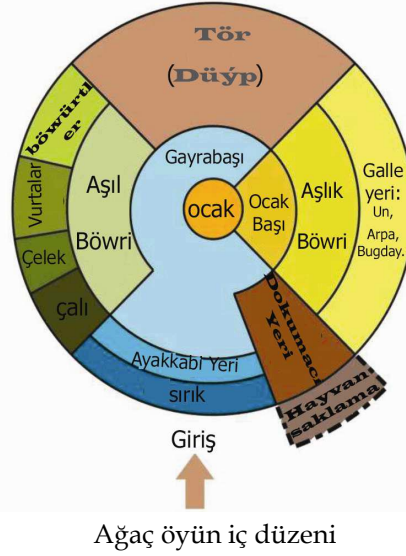 Tör
(Düýp)
böwürtl
er
Gayrabaşı
Vurtalar
Aşıl
Böwri
ocak
Ocak
Başı
Aşlık
Böwri
Galle
yeri:
Un,
Arpa,
Bugday.
Çelek
çalı
Dokumacı
Yeri
Ayakkabi Yeri
sırık
Hayvan
saklama
Giriş
Ağaç öyün iç düzeni